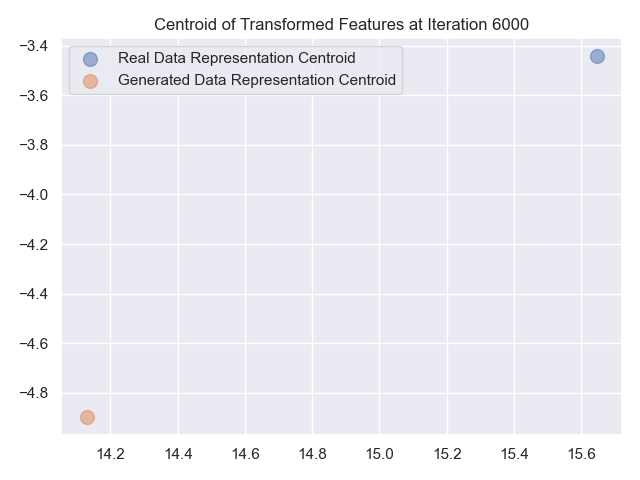 Centroid of Transformed Features at Iteration 6000
Real Data Representation Centroid
Generated Data Representation Centroid
−3.4
−3.6
−3.8
−4.0
−4.2
−4.4
−4.6
−4.8
14.2 14.4 14.6 14.8 15.0 15.2 15.4 15.6